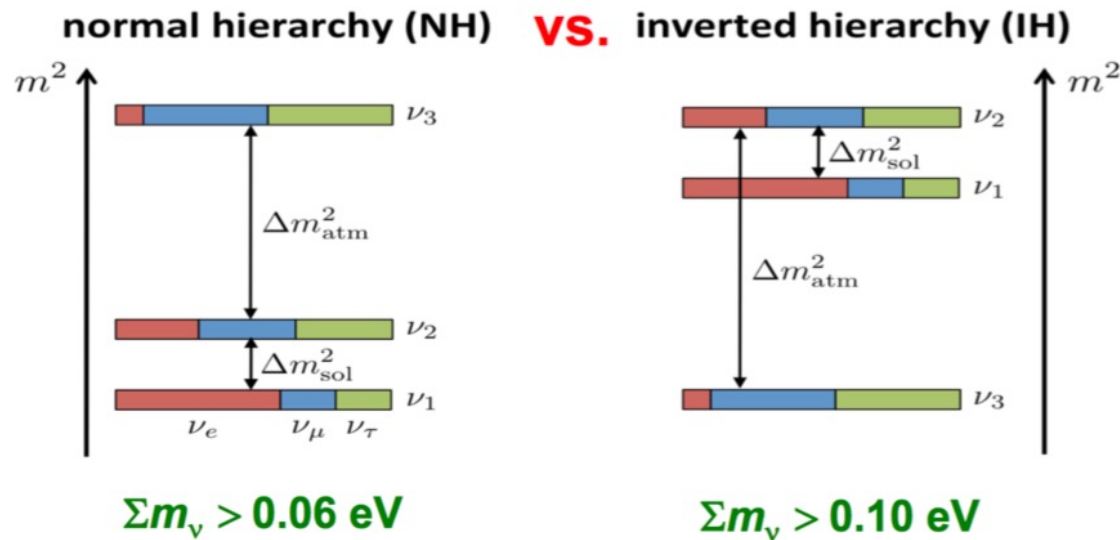 normal hierarchy (NH) vs. inverted hierarchy (IH)
m²
ν₃
Δm²atm
ν₂
Δm²sol
ν₁
νe νμ ντ
Σmν > 0.06 eV
m²
ν₂
Δm²sol
ν₁
Δm²atm
ν₃
Σmν > 0.10 eV